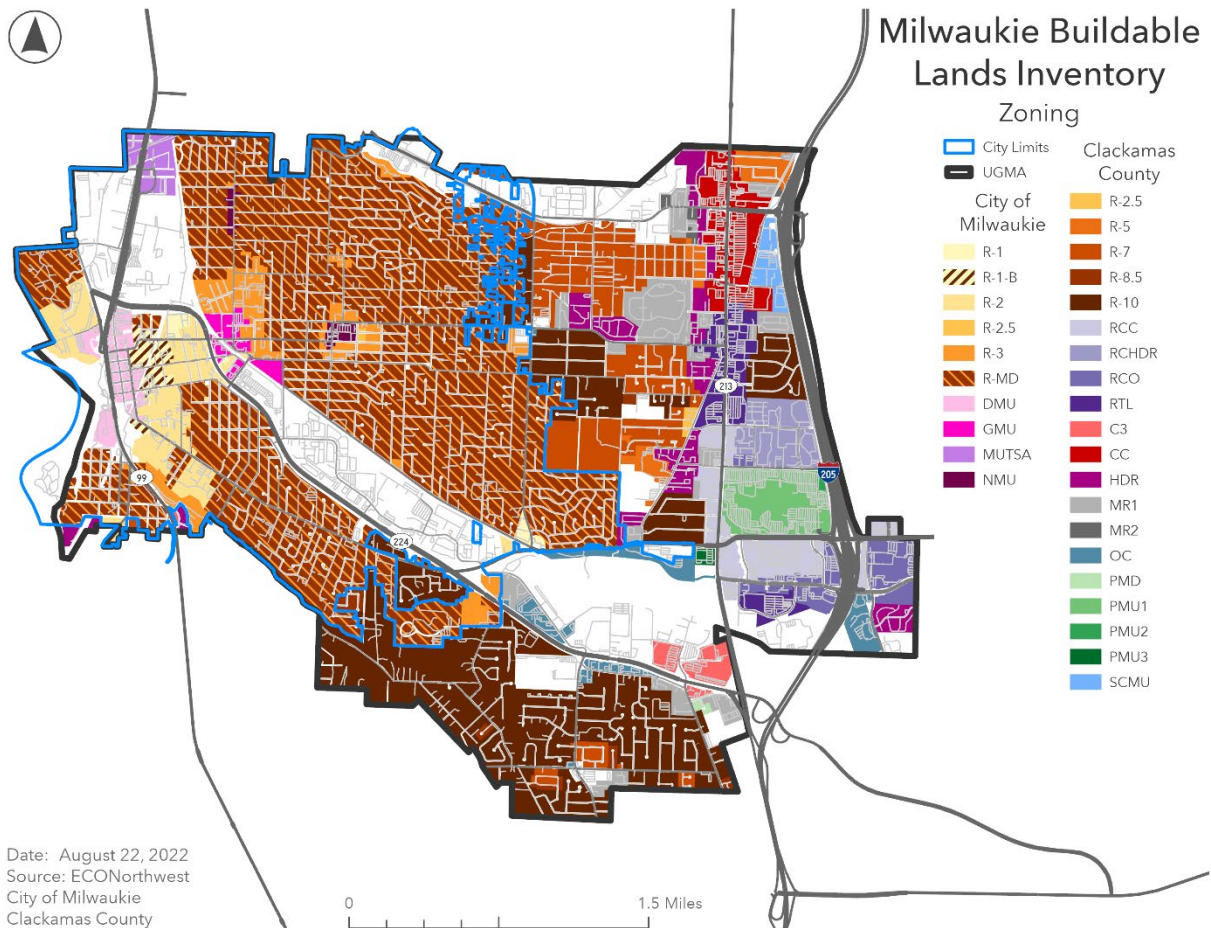 Milwaukie Buildable
Lands Inventory
Zoning
City Limits
UGMA
City of
Milwaukie
R-1
R-1-B
R-2
R-2.5
R-3
R-MD
DMU
GMU
MUTSA
NMU
Clackamas
County
R-2.5
R-5
R-7
R-8.5
R-10
RCC
RCHDR
RCO
RTL
C3
CC
HDR
MR1
MR2
OC
PMD
PMU1
PMU2
PMU3
SCMU
213
205
99
224
Date: August 22, 2022
Source: ECONorthwest
City of Milwaukie
Clackamas County
0 1.5 Miles